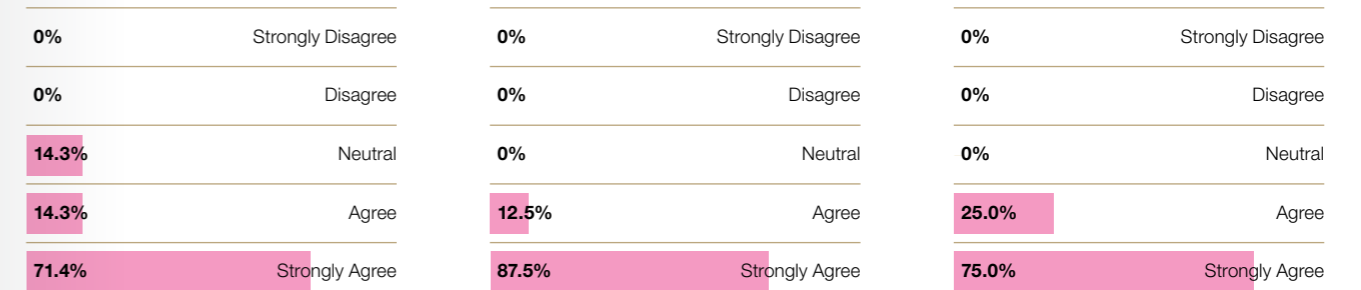 0% Strongly Disagree
0% Disagree
14.3% Neutral
14.3% Agree
71.4% Strongly Agree
0% Strongly Disagree
0% Disagree
0% Neutral
12.5% Agree
87.5% Strongly Agree
0% Strongly Disagree
0% Disagree
0% Neutral
25.0% Agree
75.0% Strongly Agree